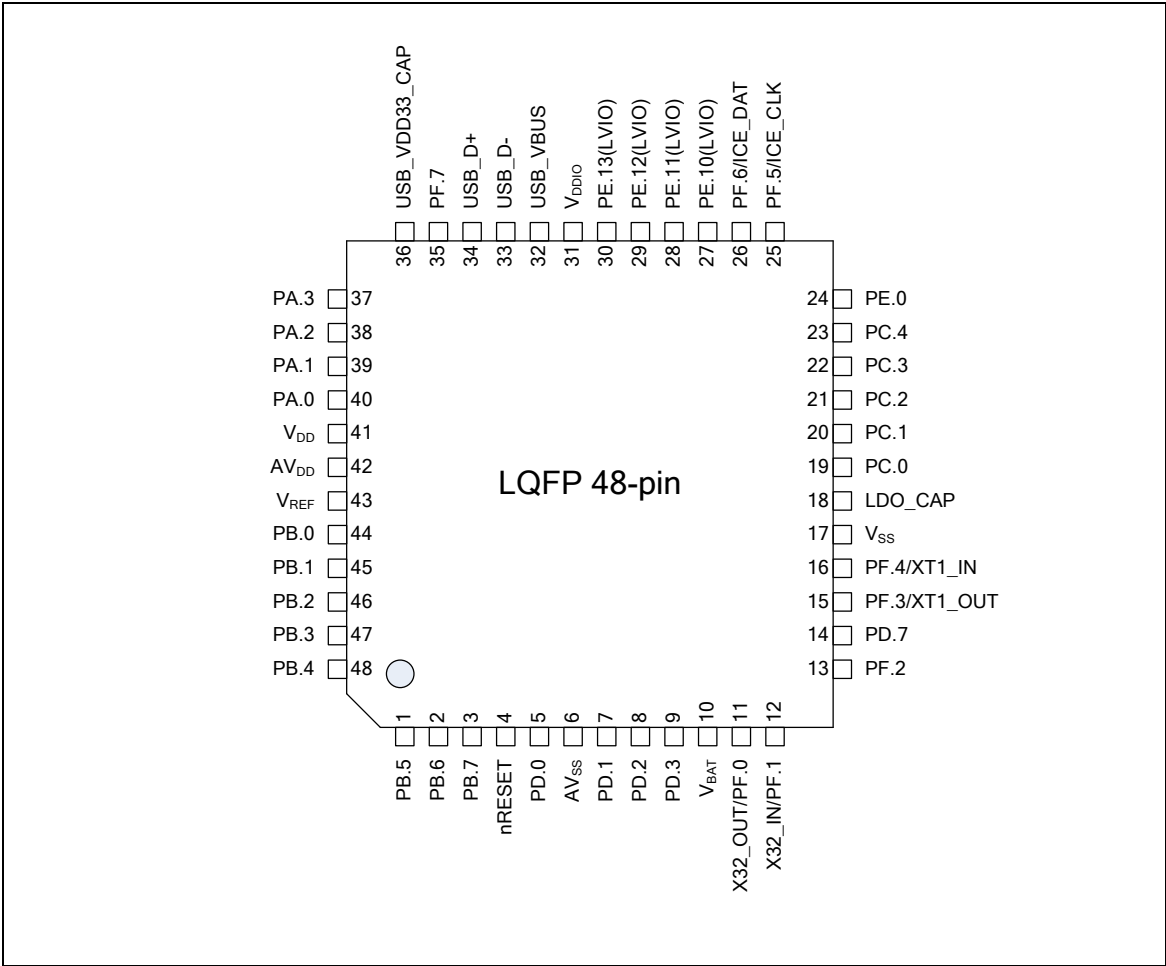 USB_VDD33_CAP
PF.7
USB_D+
USB_D-
USB_VBUS
VDDIO
PE.13(LVIO)
PE.12(LVIO)
PE.11(LVIO)
PE.10(LVIO)
PF.6/ICE_DAT
PF.5/ICE_CLK
36
35
34
33
32
31
30
29
28
27
26
25
PA.3 37
PA.2 38
PA.1 39
PA.0 40
VDD 41
AVDD 42
VREF 43
PB.0 44
PB.1 45
PB.2 46
PB.3 47
PB.4 48
LQFP 48-pin
24 PE.0
23 PC.4
22 PC.3
21 PC.2
20 PC.1
19 PC.0
18 LDO_CAP
17 VSS
16 PF.4/XT1_IN
15 PF.3/XT1_OUT
14 PD.7
13 PF.2
1
2
3
4
5
6
7
8
9
10
11
12
PB.5
PB.6
PB.7
nRESET
PD.0
AVSS
PD.1
PD.2
PD.3
VBAT
X32_OUT/PF.0
X32_IN/PF.1